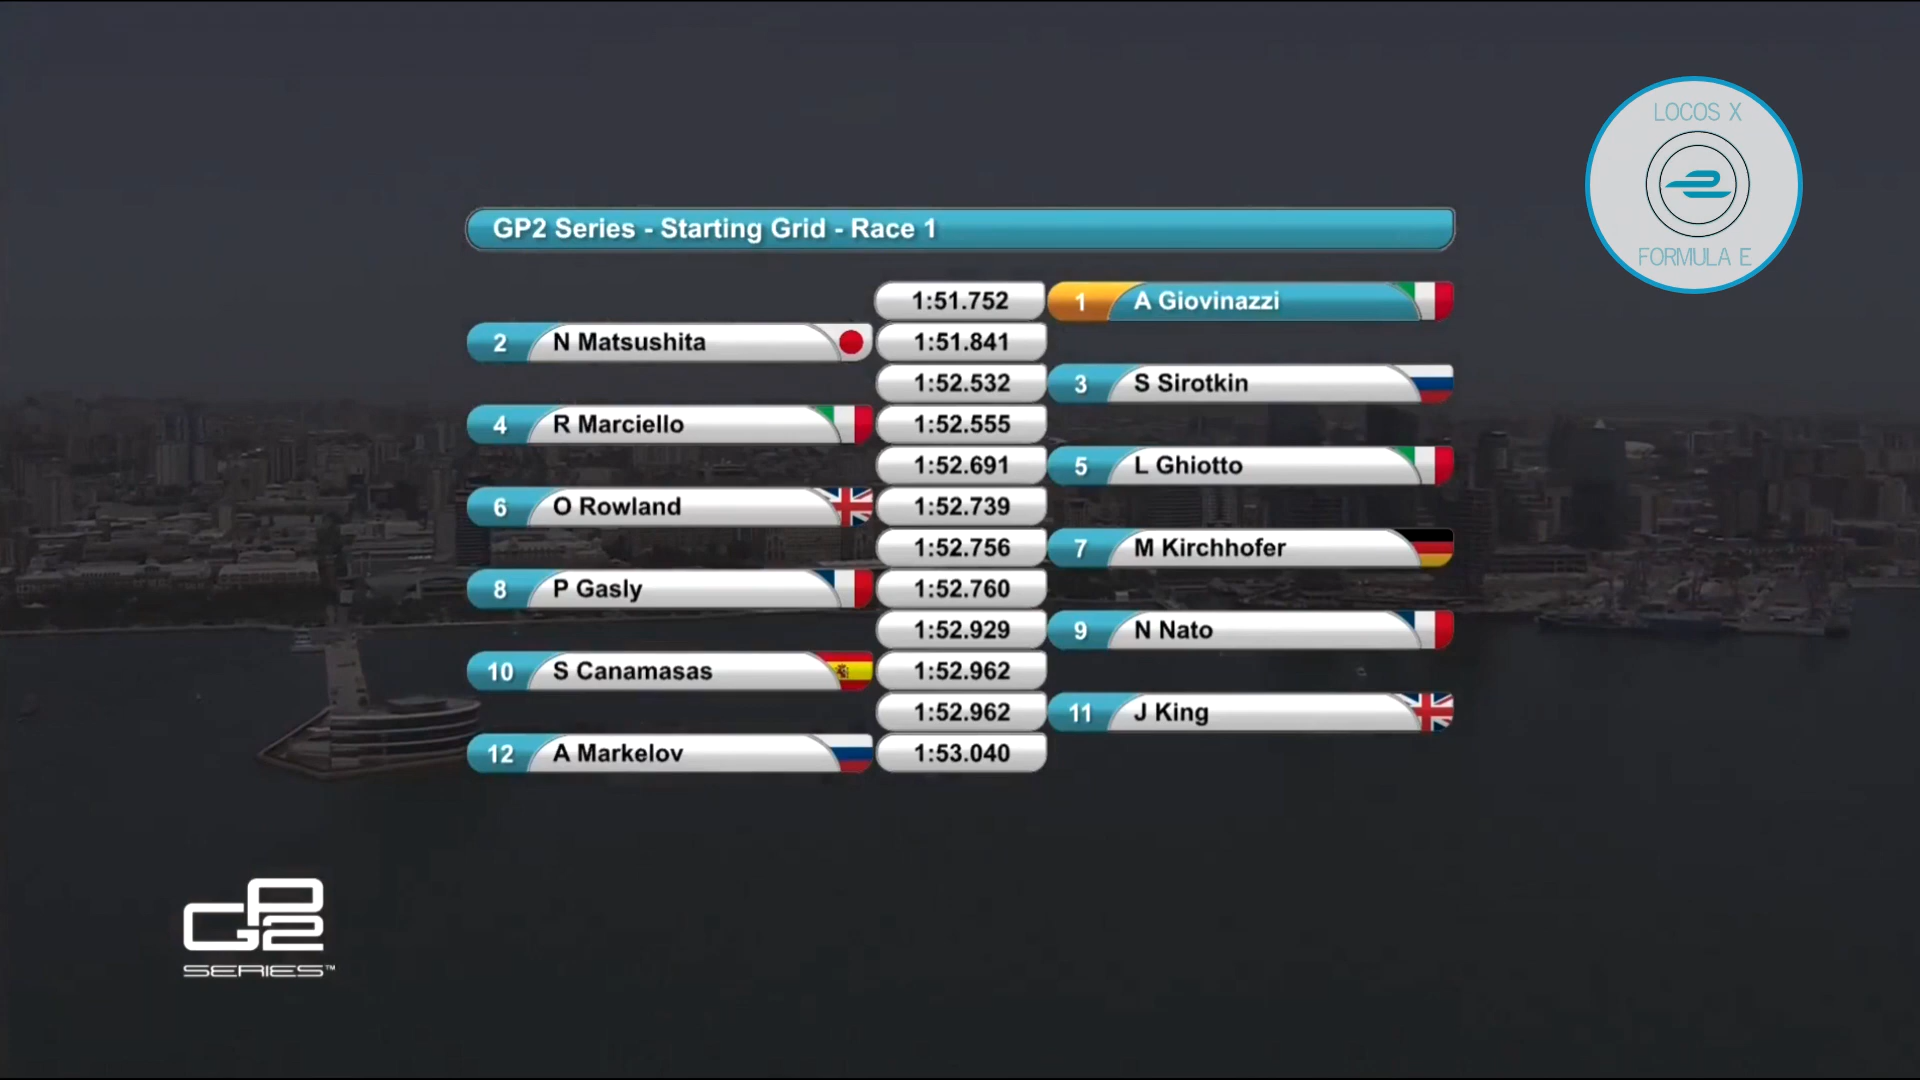 LOCOS X
FORMULA E
GP2 Series - Starting Grid - Race 1
1:51.752 1 A Giovinazzi
2 N Matsushita 1:51.841
1:52.532 3 S Sirotkin
4 R Marciello 1:52.555
1:52.691 5 L Ghiotto
6 O Rowland 1:52.739
1:52.756 7 M Kirchhofer
8 P Gasly 1:52.760
1:52.929 9 N Nato
10 S Canamasas 1:52.962
1:52.962 11 J King
12 A Markelov 1:53.040
GP2
SERIES™